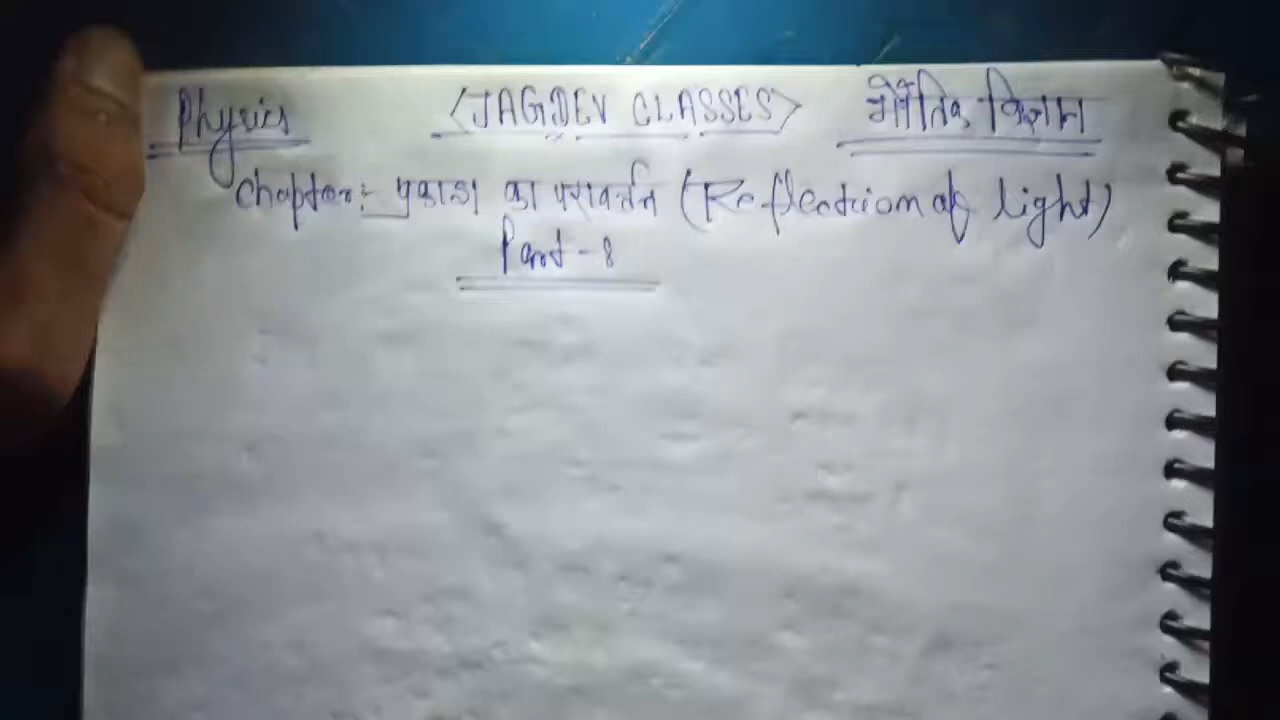 Physics <JAGDEV CLASSES> भौतिक विज्ञान
Chapter:- प्रकाश का परावर्तन (Reflection of light)
Part - 8